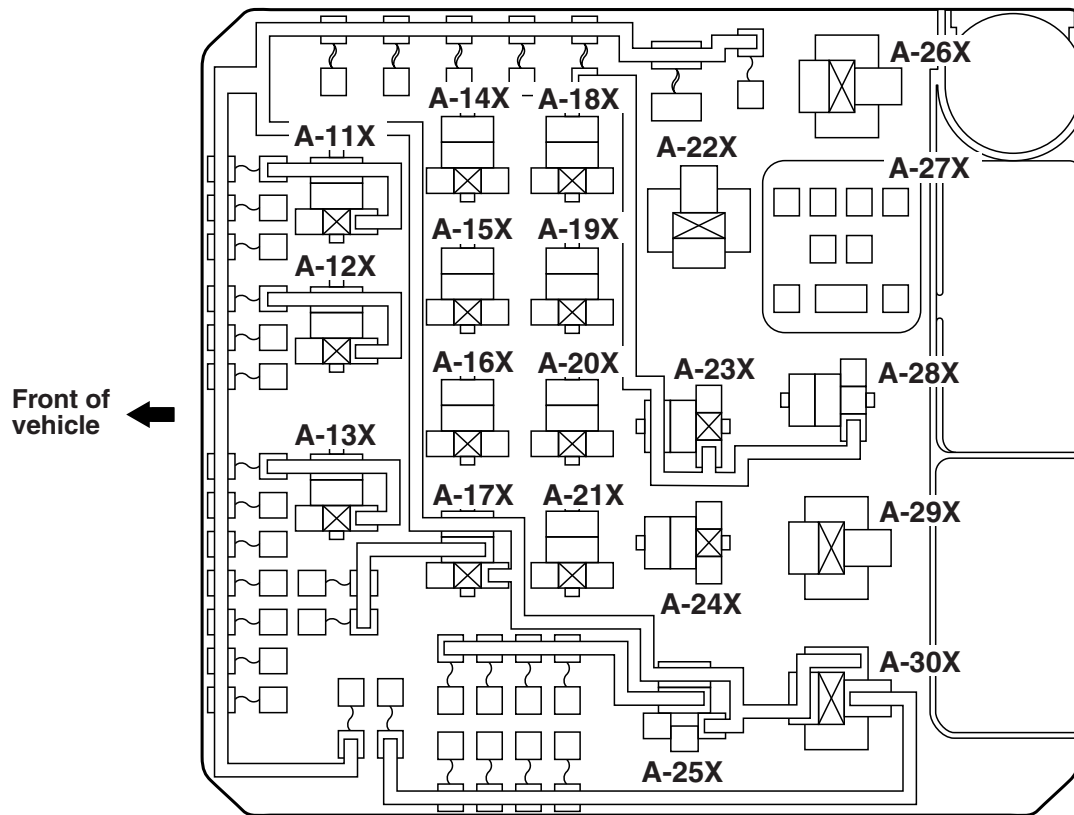 A-26X
A-14X
A-18X
A-11X
A-22X
A-27X
A-15X
A-19X
A-12X
A-16X
A-20X
A-23X
A-28X
Front of
vehicle
A-13X
A-17X
A-21X
A-29X
A-24X
A-30X
A-25X